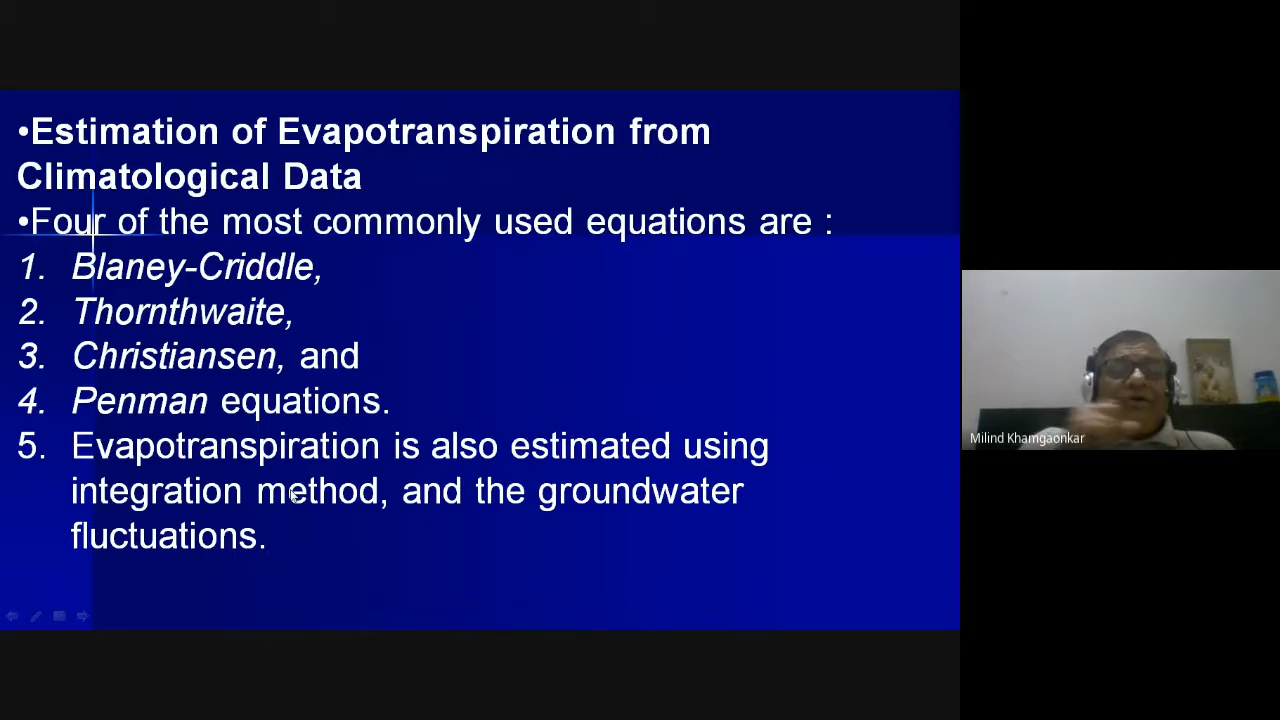 •Estimation of Evapotranspiration from
Climatological Data
•Four of the most commonly used equations are :
1. Blaney-Criddle,
2. Thornthwaite,
3. Christiansen, and
4. Penman equations.
5. Evapotranspiration is also estimated using
integration method, and the groundwater
fluctuations.
Milind Khamgaonkar